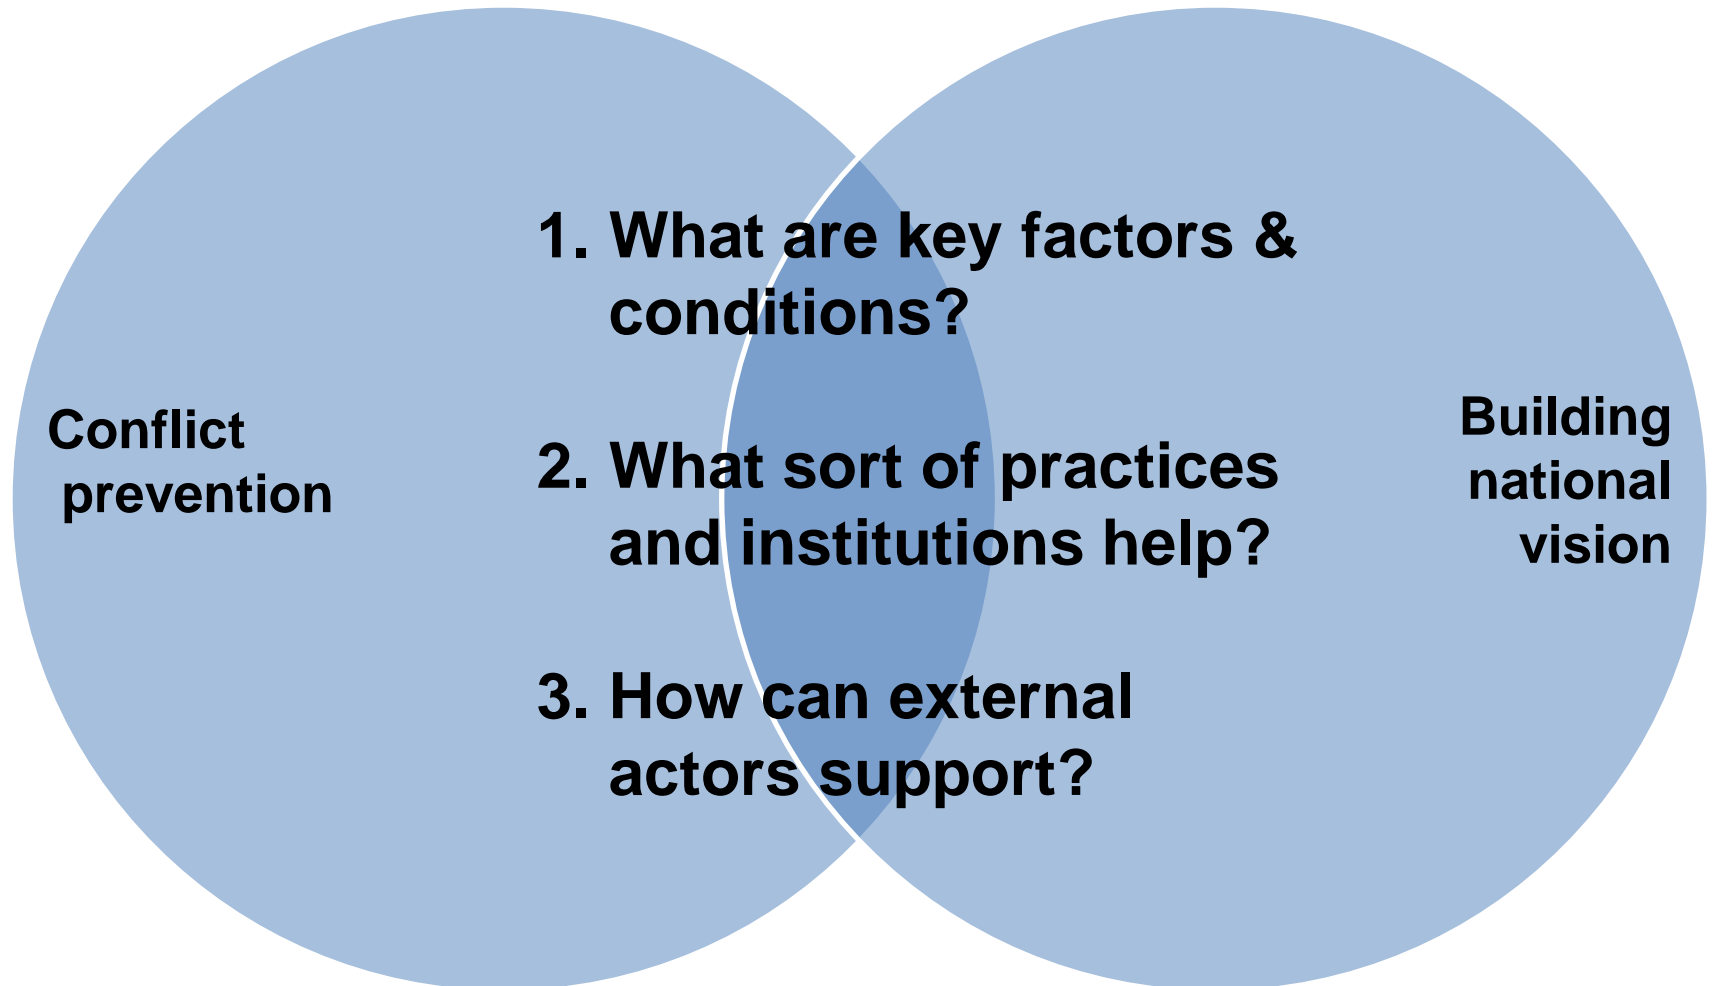 Conflict
prevention
1. What are key factors &
conditions?
2. What sort of practices
and institutions help?
3. How can external
actors support?
Building
national
vision